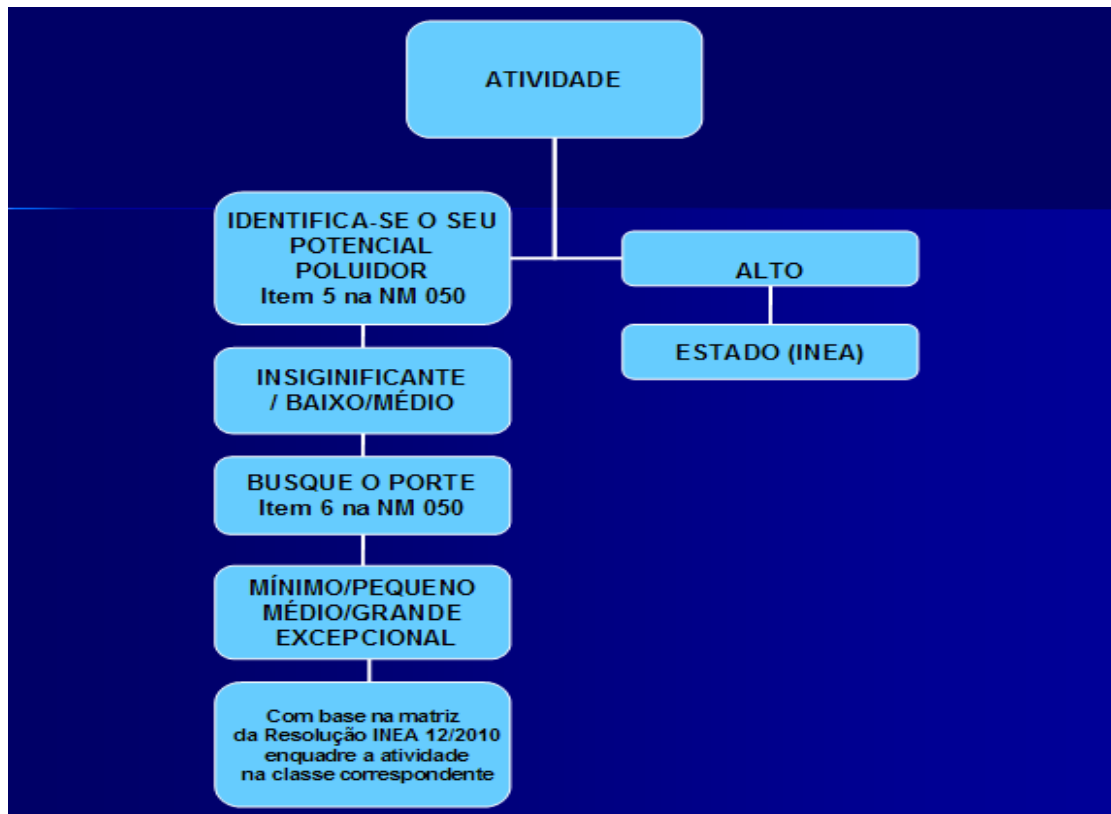 ATIVIDADE
IDENTIFICA-SE O SEU
POTENCIAL
POLUIDOR
Item 5 na NM 050
ALTO
ESTADO (INEA)
INSIGINIFICANTE
/ BAIXO/MÉDIO
BUSQUE O PORTE
Item 6 na NM 050
MÍNIMO/PEQUENO
MÉDIO/GRANDE
EXCEPCIONAL
Com base na matriz
da Resolução INEA 12/2010
enquadre a atividade
na classe correspondente